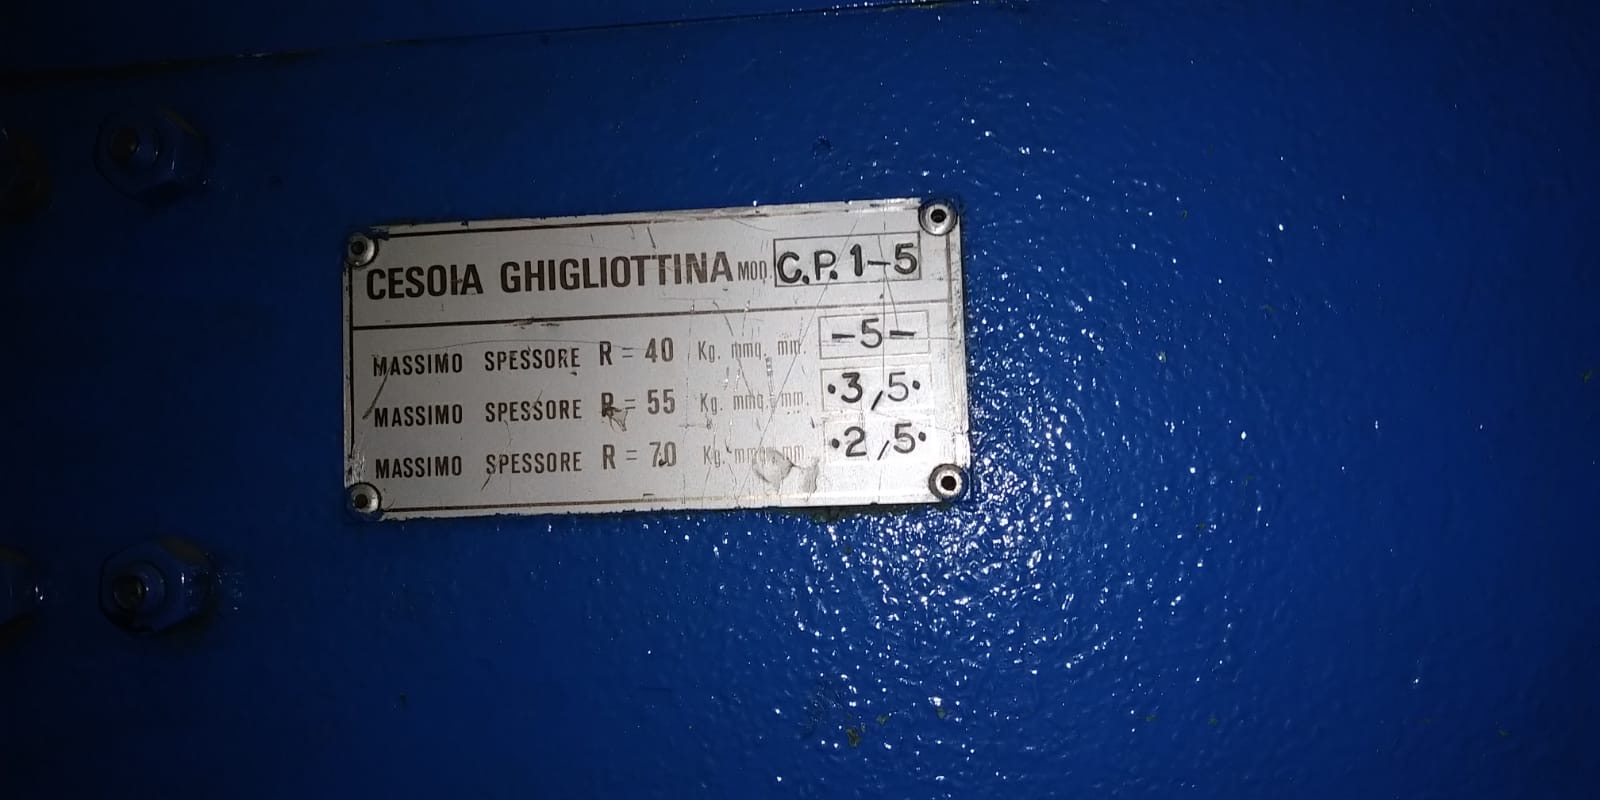 CESOIA GHIGLIOTTINA MOD. C.P. 1-5
MASSIMO SPESSORE R = 40 Kg. mmq. mm. -5-
MASSIMO SPESSORE R = 55 Kg. mmq. mm. ·3,5·
MASSIMO SPESSORE R = 70 Kg. mmq. mm. ·2,5·